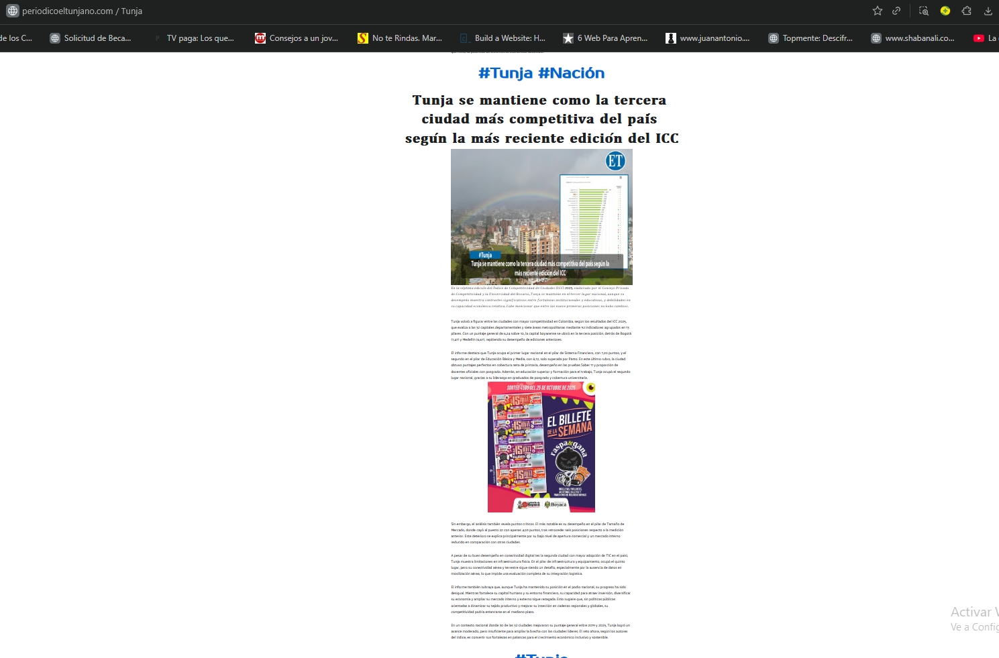 periodicoeltunjano.com / Tunja
de los C...
Solicitud de Beca...
TV paga: Los que...
Consejos a un jov...
No te Rindas. Mar...
Build a Website: H...
6 Web Para Apren...
www.juanantonio....
Topmente: Descifr...
www.shabanali.co...
La
#Tunja #Nación
Tunja se mantiene como la tercera
ciudad más competitiva del país
según la más reciente edición del ICC
ET
#Tunja
Tunja se mantiene como la tercera ciudad más competitiva del país según la
más reciente edición del ICC
En la séptima edición del Índice de Competitividad de Ciudades (ICC) 2025, elaborado por el Consejo Privado
de Competitividad y la Universidad del Rosario, Tunja se mantiene en el tercer lugar nacional, aunque su
desempeño muestra contrastes significativos entre fortalezas institucionales y educativas, y debilidades en
su capacidad económica relativa. Cabe mencionar que entre las nueve primeras posiciones no hubo cambios.
Tunja volvió a figurar entre las ciudades con mayor competitividad en Colombia, según los resultados del ICC 2025,
que evalúa a las 32 capitales departamentales y siete áreas metropolitanas mediante 92 indicadores agrupados en 13
pilares. Con un puntaje general de 6,24 sobre 10, la capital boyacense se ubicó en la tercera posición, detrás de Bogotá
(7,47) y Medellín (6,67), repitiendo su desempeño de ediciones anteriores.
El informe destaca que Tunja ocupa el primer lugar nacional en el pilar de Sistema Financiero, con 7,20 puntos, y el
segundo en el pilar de Educación Básica y Media, con 8,12, solo superada por Pasto. En este último rubro, la ciudad
obtuvo puntajes perfectos en cobertura neta de primaria, desempeño en las pruebas Saber 11 y proporción de
docentes oficiales con posgrado. Además, en educación superior y formación para el trabajo, Tunja ocupó el segundo
lugar nacional, gracias a su liderazgo en graduados de posgrado y cobertura universitaria.
SORTEO 4509 DEL 25 DE OCTUBRE DE 2025
EL BILLETE
DE LA SEMANA
raspa&gana
Boyacá
Sin embargo, el análisis también revela puntos críticos. El más notable es su desempeño en el pilar de Tamaño de
Mercado, donde cayó al puesto 22 con apenas 4,59 puntos, tras retroceder seis posiciones respecto a la medición
anterior. Este deterioro se explica principalmente por su bajo nivel de apertura comercial y un mercado interno
reducido en comparación con otras ciudades.
A pesar de su buen desempeño en conectividad digital (es la segunda ciudad con mayor adopción de TIC en el país),
Tunja muestra limitaciones en infraestructura física. En el pilar de infraestructura y equipamiento, ocupó el quinto
lugar, pero su conectividad aérea y terrestre sigue siendo un desafío, especialmente por la ausencia de datos en
movilización aérea, lo que impide una evaluación completa de su integración logística.
El informe también subraya que, aunque Tunja ha mantenido su posición en el podio nacional, su progreso ha sido
desigual. Mientras fortalece su capital humano y su entorno financiero, su capacidad para atraer inversión, diversificar
su economía y ampliar su mercado interno y externo sigue rezagada. Esto sugiere que, sin políticas públicas
orientadas a dinamizar su tejido productivo y mejorar su inserción en cadenas regionales y globales, su
competitividad podría estancarse en el mediano plazo.
En un contexto nacional donde 30 de las 32 ciudades mejoraron su puntaje general entre 2019 y 2025, Tunja logró un
avance moderado, pero insuficiente para ampliar la brecha con las ciudades líderes. El reto ahora, según los autores
del índice, es convertir sus fortalezas en palancas para el crecimiento económico inclusivo y sostenible.
Activar
Ve a Config
#Tunja